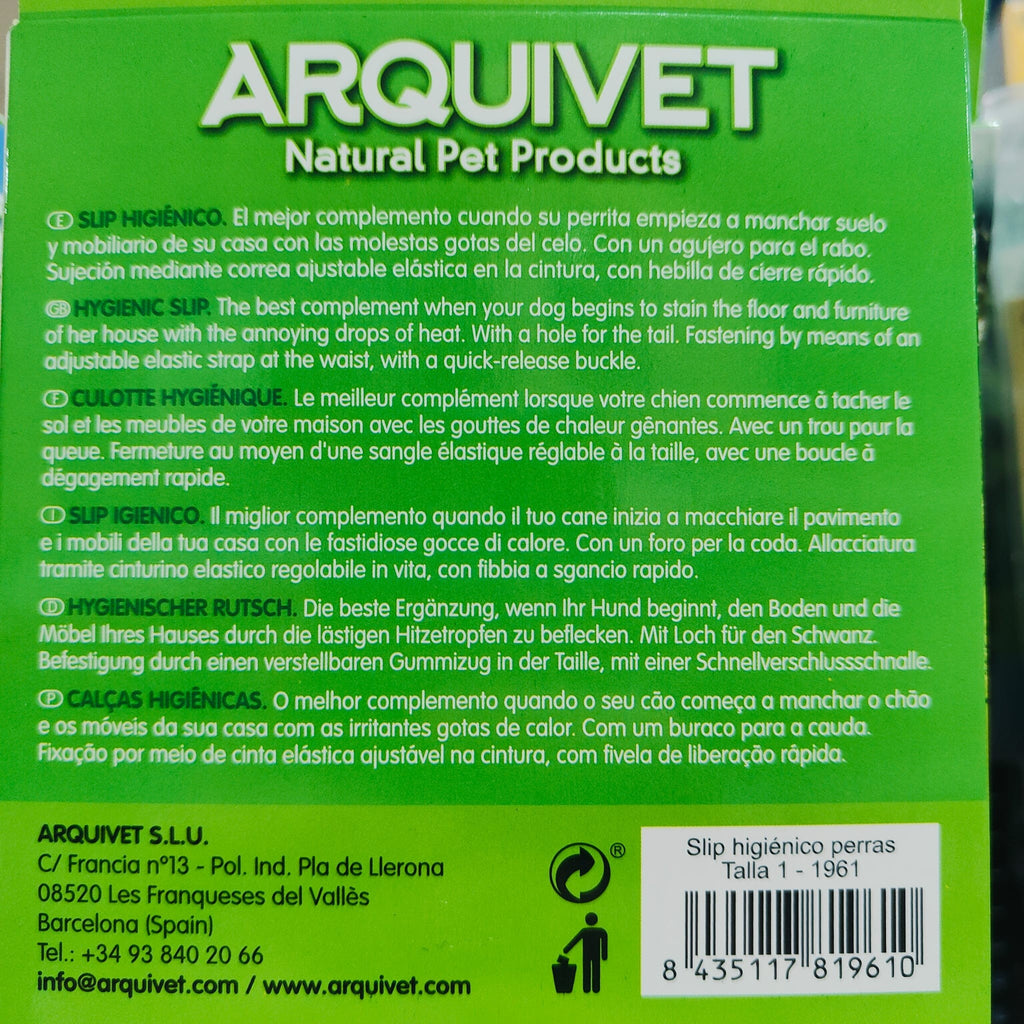 ARQUIVET
Natural Pet Products
E SLIP HIGIÉNICO. El mejor complemento cuando su perrita empieza a manchar suelo
y mobiliario de su casa con las molestas gotas del celo. Con un agujero para el rabo.
Sujeción mediante correa ajustable elástica en la cintura, con hebilla de cierre rápido.
GB HYGIENIC SLIP. The best complement when your dog begins to stain the floor and furniture
of her house with the annoying drops of heat. With a hole for the tail. Fastening by means of an
adjustable elastic strap at the waist, with a quick-release buckle.
F CULOTTE HYGIÉNIQUE. Le meilleur complément lorsque votre chien commence à tacher le
sol et les meubles de votre maison avec les gouttes de chaleur gênantes. Avec un trou pour la
queue. Fermeture au moyen d'une sangle élastique réglable à la taille, avec une boucle à
dégagement rapide.
I SLIP IGIENICO. Il miglior complemento quando il tuo cane inizia a macchiare il pavimento
e i mobili della tua casa con le fastidiose gocce di calore. Con un foro per la coda. Allacciatura
tramite cinturino elastico regolabile in vita, con fibbia a sgancio rapido.
D HYGIENISCHER RUTSCH. Die beste Ergänzung, wenn Ihr Hund beginnt, den Boden und die
Möbel Ihres Hauses durch die lästigen Hitzetropfen zu beflecken. Mit Loch für den Schwanz.
Befestigung durch einen verstellbaren Gummizug in der Taille, mit einer Schnellverschlussschnalle.
P CALÇAS HIGIÊNICAS. O melhor complemento quando o seu cão começa a manchar o chão
e os móveis da sua casa com as irritantes gotas de calor. Com um buraco para a cauda.
Fixação por meio de cinta elástica ajustável na cintura, com fivela de liberação rápida.
ARQUIVET S.L.U.
C/ Francia nº13 - Pol. Ind. Pla de Llerona
08520 Les Franqueses del Vallès
Barcelona (Spain)
Tel.: +34 93 840 20 66
info@arquivet.com / www.arquivet.com
®
Slip higiénico perras
Talla 1 - 1961
8 435117 819610